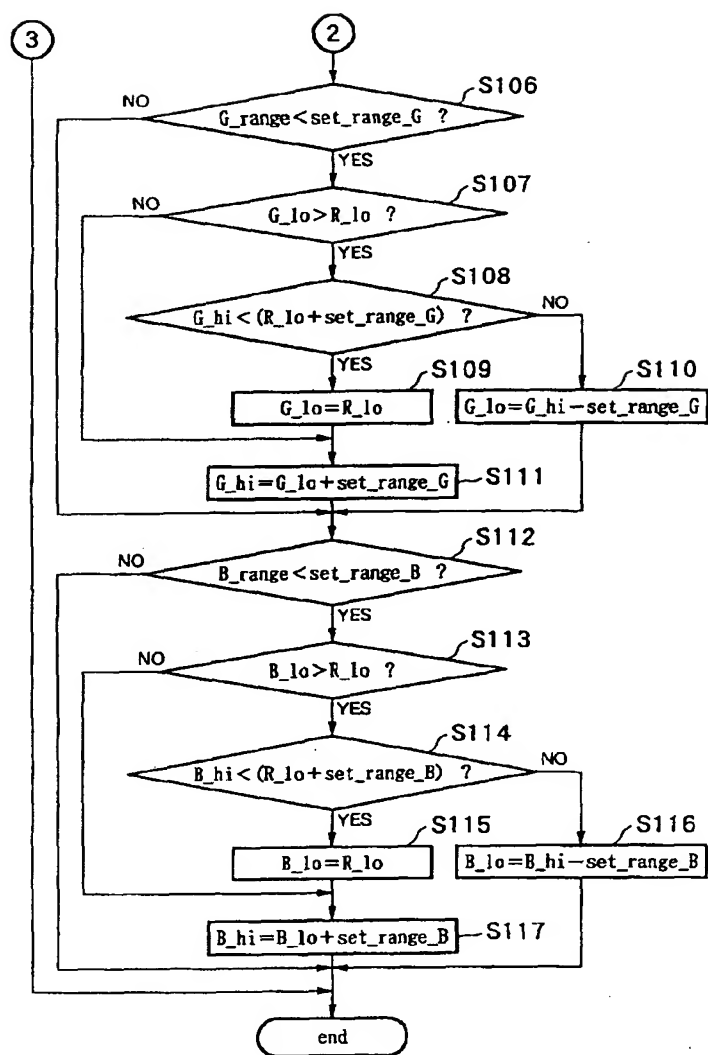 3
2
S106
NO
G_range<set_range_G ?
YES
S107
NO
G_lo>R_lo ?
YES
S108
NO
G_hi<(R_lo+set_range_G) ?
YES
S109
G_lo=R_lo
S110
G_lo=G_hi−set_range_G
G_hi=G_lo+set_range_G
S111
S112
NO
B_range<set_range_B ?
YES
S113
NO
B_lo>R_lo ?
YES
S114
B_hi<(R_lo+set_range_B) ?
NO
YES
S115
B_lo=R_lo
S116
B_lo=B_hi−set_range_B
B_hi=B_lo+set_range_B
S117
end